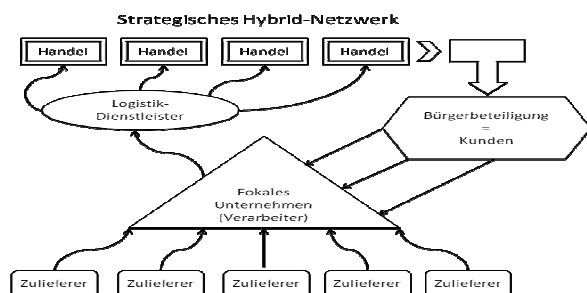 Strategisches Hybrid-Netzwerk
Handel Handel Handel Handel
Logistik-
Dienstleister
Bürgerbeteiligung
=
Kunden
Fokales
Unternehmen
(Verarbeiter)
Zulieferer Zulieferer Zulieferer Zulieferer Zulieferer